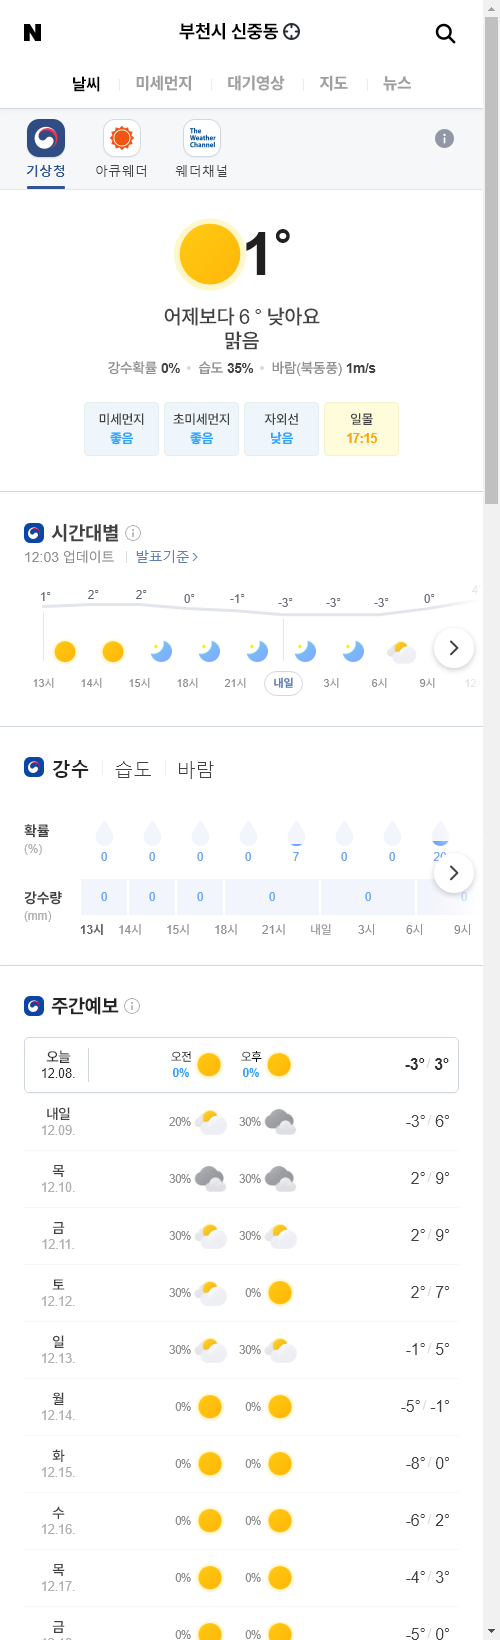 N
부천시 신중동
날씨 미세먼지 대기영상 지도 뉴스
The Weather Channel
기상청 아큐웨더 웨더채널
1°
어제보다 6 ° 낮아요
맑음
강수확률 0% • 습도 35% • 바람(북동풍) 1m/s
미세먼지 초미세먼지 자외선 일몰
좋음 좋음 낮음 17:15
시간대별
12:03 업데이트 발표기준
1° 2° 2° 0° -1° -3° -3° -3° 0°
13시 14시 15시 18시 21시 내일 3시 6시 9시
강수 습도 바람
확률
(%)
0 0 0 0 7 0 0
강수량
(mm)
0 0 0 0 0 0
13시 14시 15시 18시 21시 내일 3시 6시 9시
주간예보
오늘 오전 오후
12.08. 0% 0% -3° / 3°
내일
12.09. 20% 30% -3° / 6°
목
12.10. 30% 30% 2° / 9°
금
12.11. 30% 30% 2° / 9°
토
12.12. 30% 0% 2° / 7°
일
12.13. 30% 30% -1° / 5°
월
12.14. 0% 0% -5° / -1°
화
12.15. 0% 0% -8° / 0°
수
12.16. 0% 0% -6° / 2°
목
12.17. 0% 0% -4° / 3°
금
0% 0% -5° / 0°